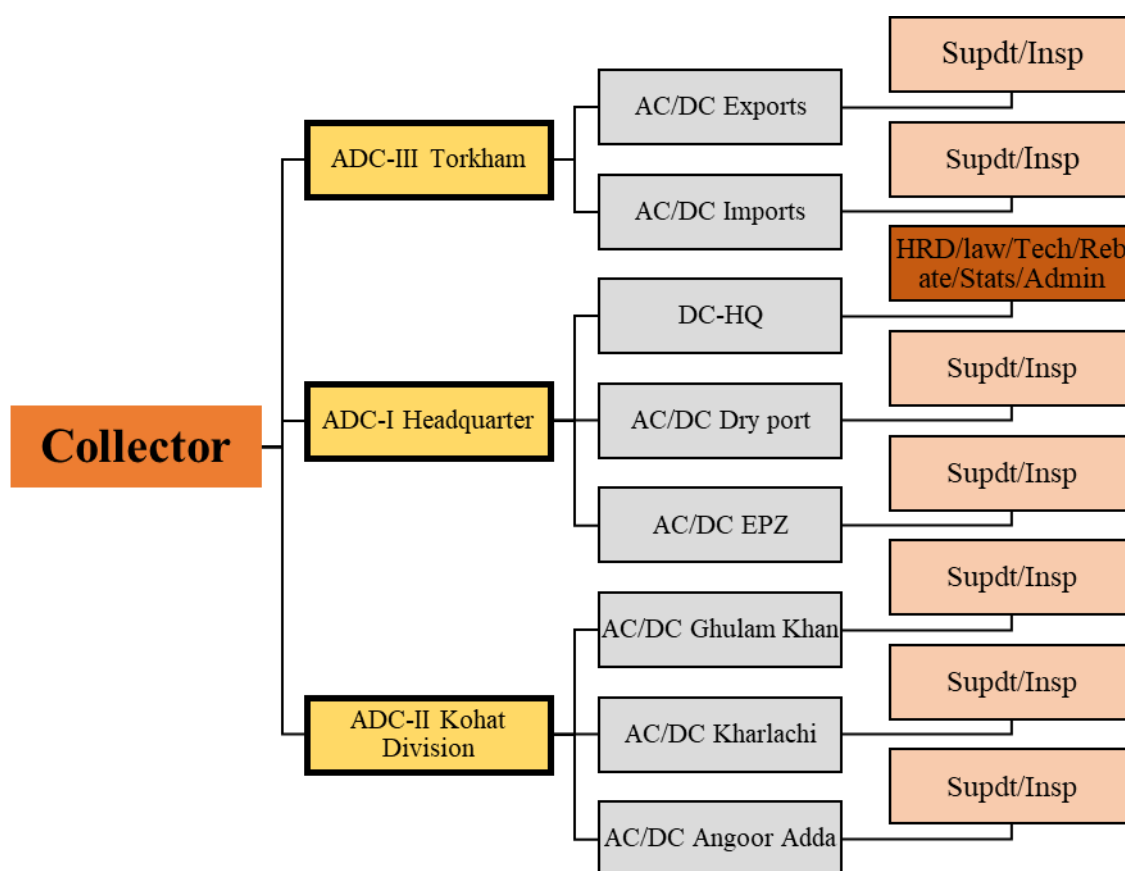 Supdt/Insp
AC/DC Exports
Supdt/Insp
ADC-III Torkham
AC/DC Imports
HRD/law/Tech/Reb
ate/Stats/Admin
DC-HQ
Supdt/Insp
Collector
ADC-I Headquarter
AC/DC Dry port
Supdt/Insp
AC/DC EPZ
Supdt/Insp
AC/DC Ghulam Khan
Supdt/Insp
ADC-II Kohat
Division
AC/DC Kharlachi
Supdt/Insp
AC/DC Angoor Adda